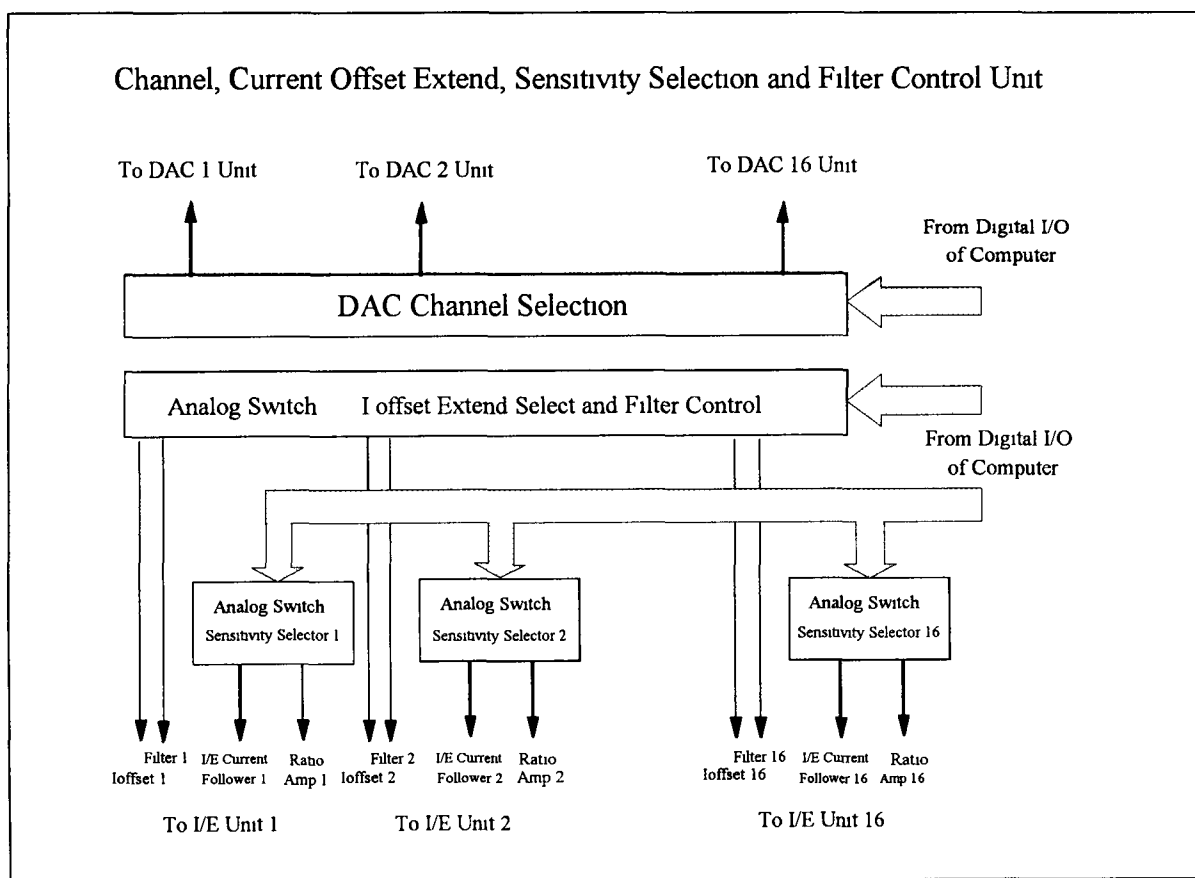 Channel, Current Offset Extend, Sensitivity Selection and Filter Control Unit
To DAC 1 Unit
To DAC 2 Unit
To DAC 16 Unit
From Digital I/O
of Computer
DAC Channel Selection
Analog Switch I offset Extend Select and Filter Control
From Digital I/O
of Computer
Analog Switch
Sensitivity Selector 1
Analog Switch
Sensitivity Selector 2
Analog Switch
Sensitivity Selector 16
Filter 1
Ioffset 1
I/E Current
Follower 1
Ratio
Amp 1
Filter 2
Ioffset 2
I/E Current
Follower 2
Ratio
Amp 2
Filter 16
Ioffset 16
I/E Current
Follower 16
Ratio
Amp 16
To I/E Unit 1
To I/E Unit 2
To I/E Unit 16